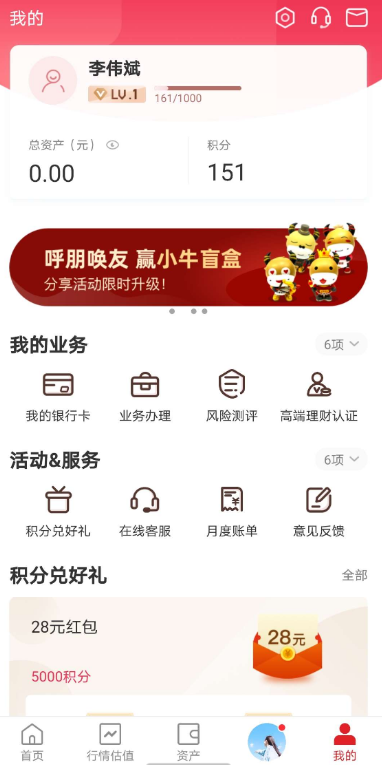 我的
李伟斌
LV.1
161/1000
总资产（元）
积分
0.00
151
呼朋唤友 赢小牛盲盒
分享活动限时升级！
我的业务
6项
我的银行卡
业务办理
风险测评
高端理财认证
活动&服务
6项
积分兑好礼
在线客服
月度账单
意见反馈
积分兑好礼
全部
28元红包
28元
5000积分
首页
行情估值
资产
我的